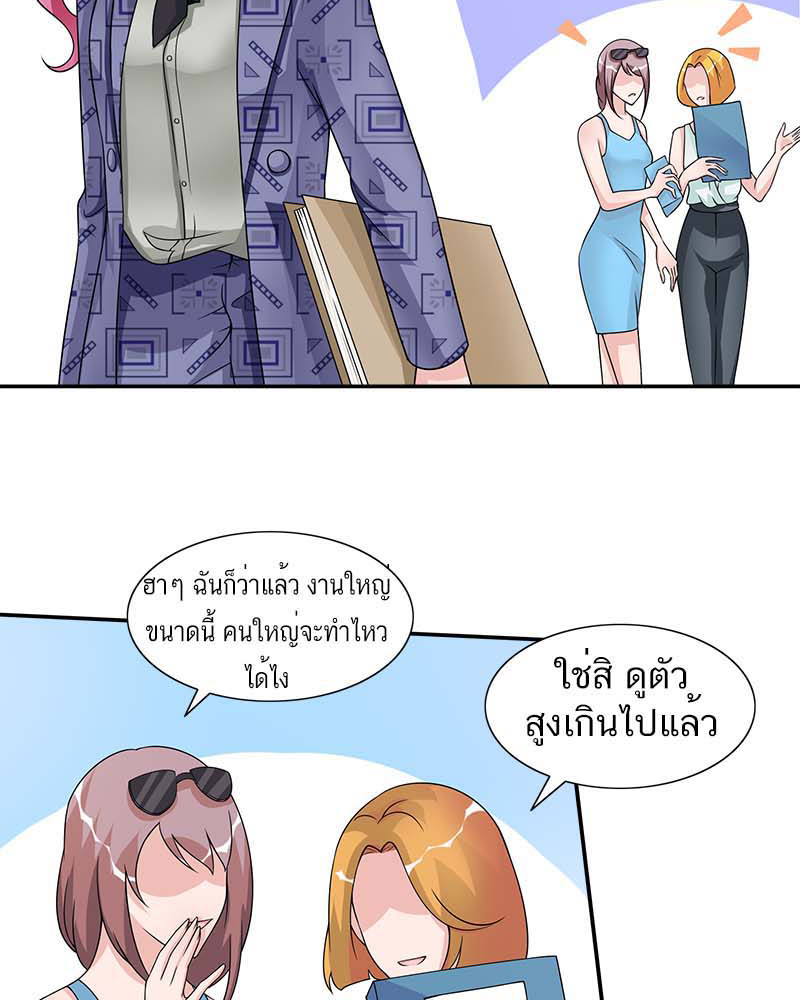 ฮาๆ ฉันก็ว่าแล้ว งานใหญ่
ขนาดนี้ คนใหญ่จะทำไหว
ได้ไง
ใช่สิ ดูตัว
สูงเกินไปแล้ว